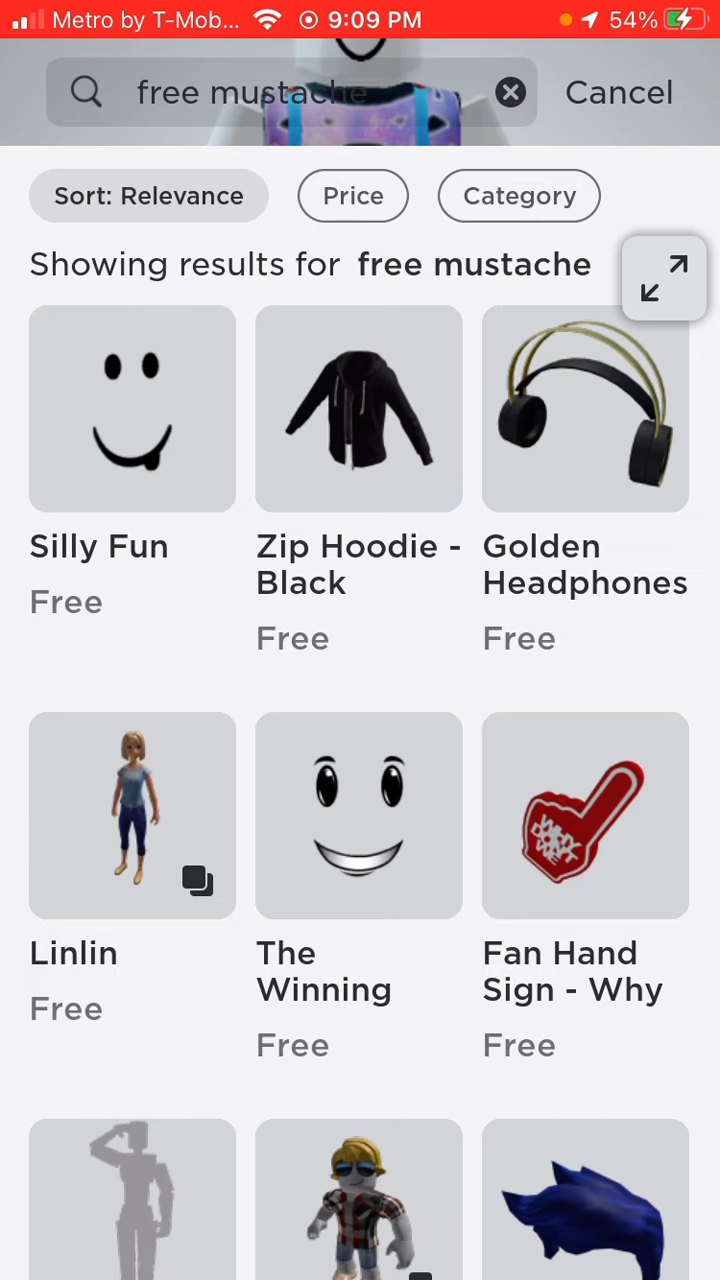 Metro by T-Mob... 9:09 PM 54%
free mustache Cancel
Sort: Relevance Price Category
Showing results for free mustache
Silly Fun
Free
Zip Hoodie -
Black
Free
Golden
Headphones
Free
Linlin
Free
The
Winning
Free
Fan Hand
Sign - Why
Free